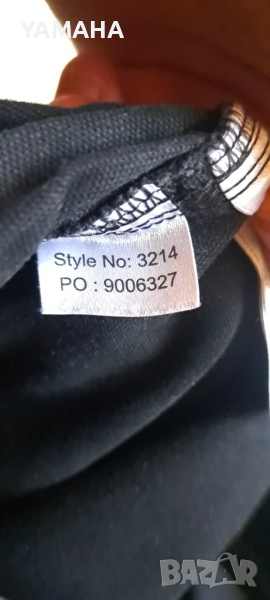 YAMAHA
Style No: 3214
PO : 9006327
BAZAR